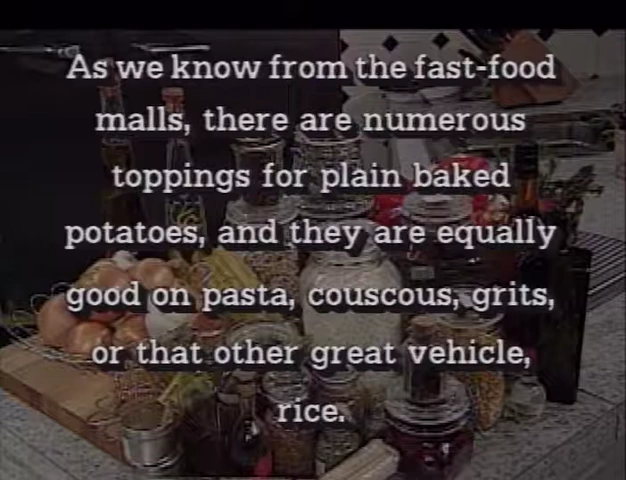 As we know from the fast-food
malls, there are numerous
toppings for plain baked
potatoes, and they are equally
good on pasta, couscous, grits,
or that other great vehicle,
rice.